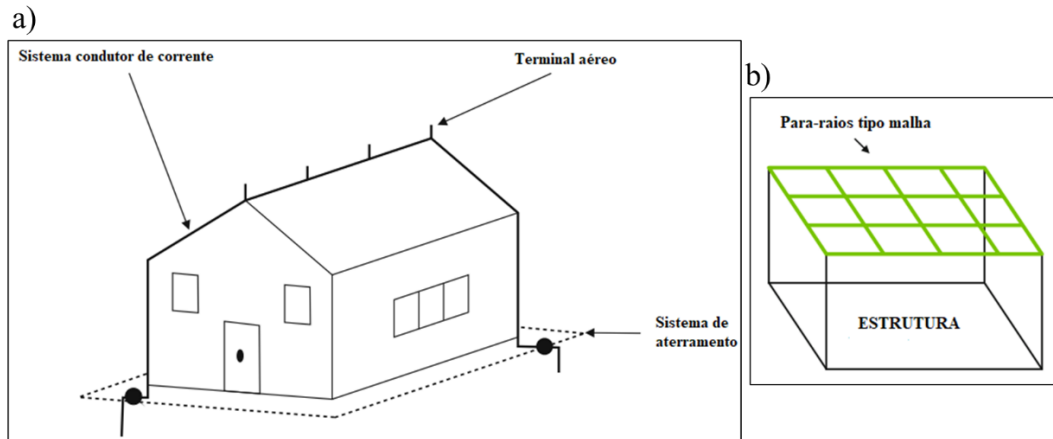 a)
Sistema condutor de corrente
Terminal aéreo
Sistema de
aterramento
b)
Para-raios tipo malha
ESTRUTURA